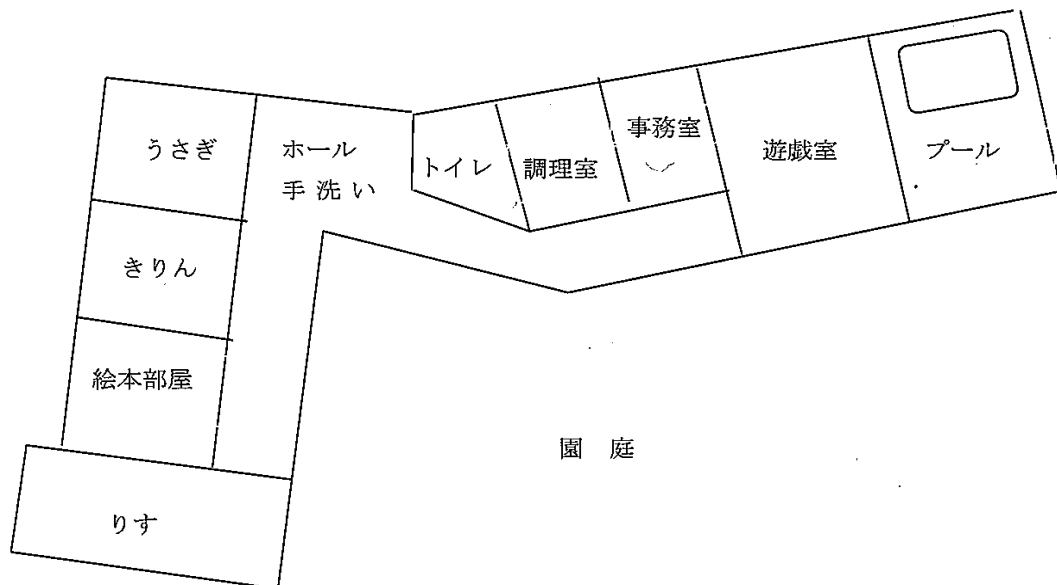 うさぎ
ホール
手洗い
トイレ
調理室
事務室
遊戯室
プール
きりん
絵本部屋
園 庭
りす